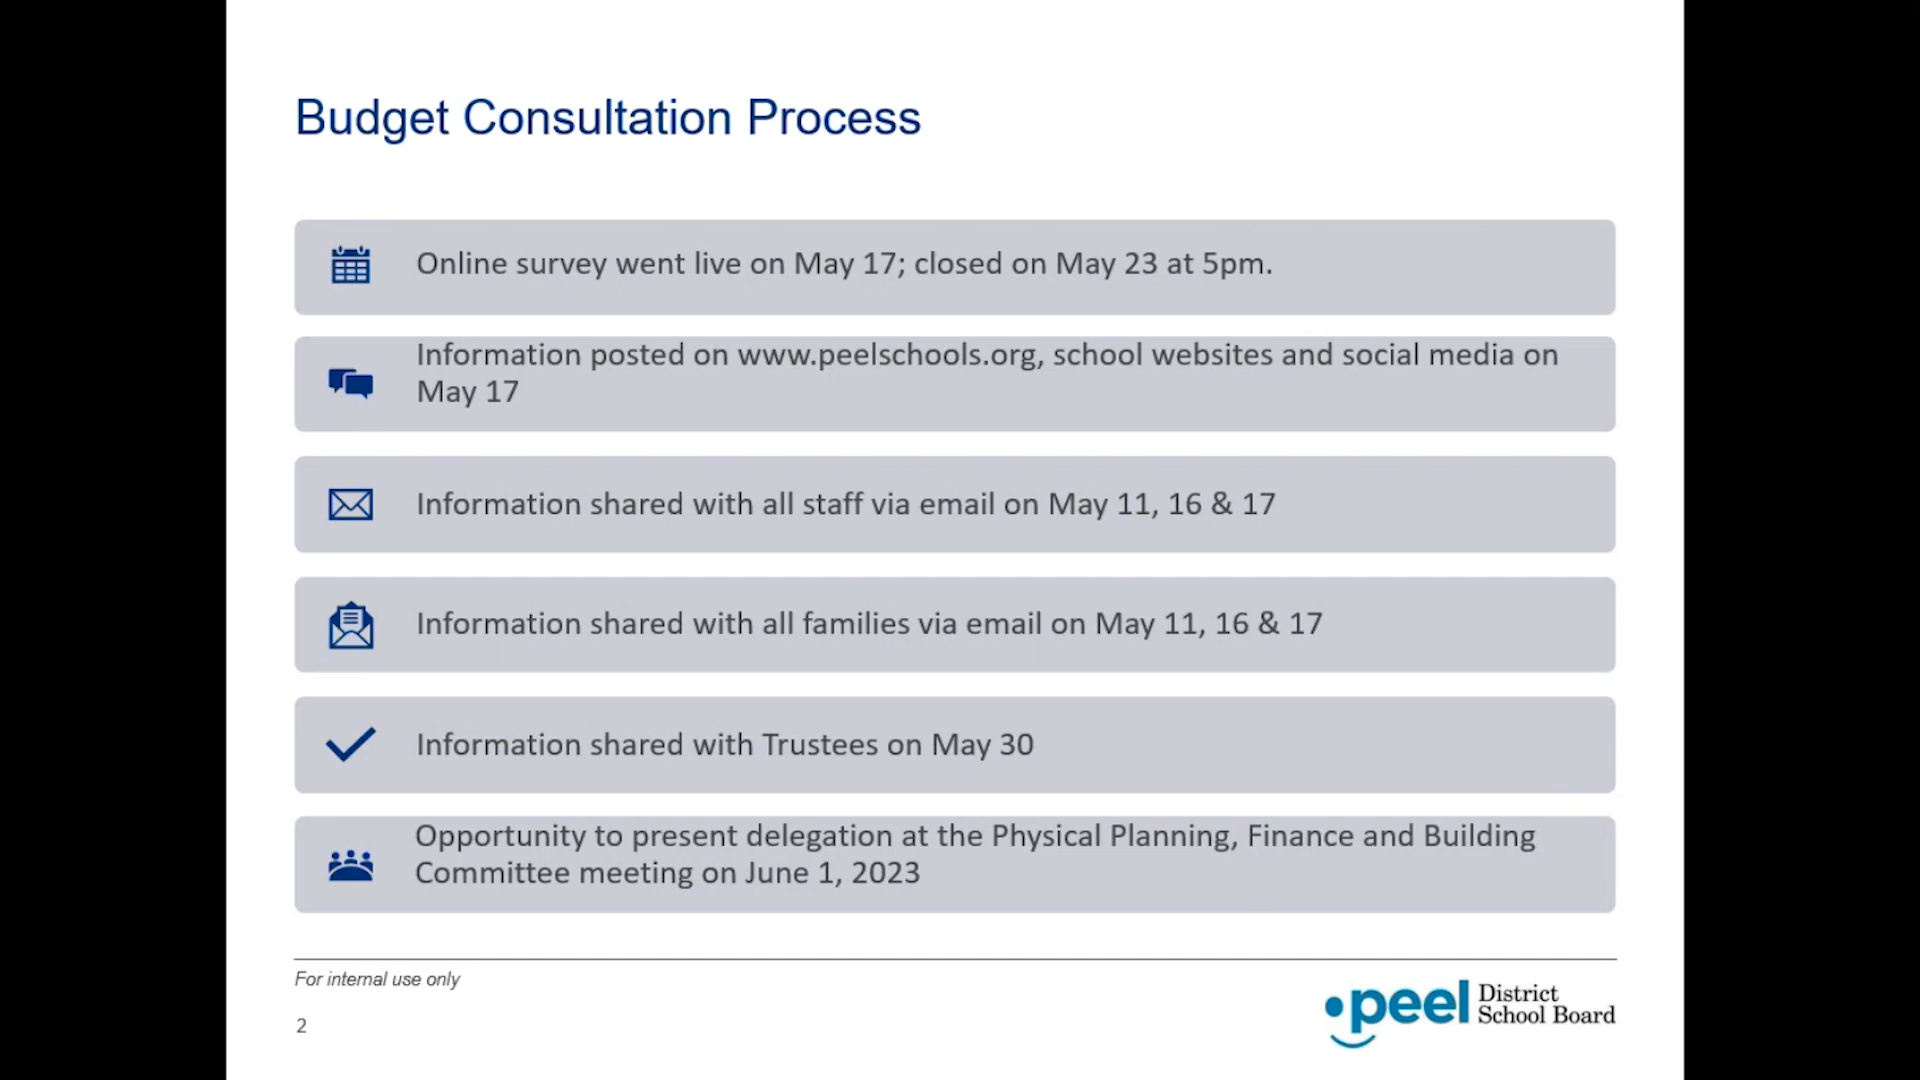 Budget Consultation Process
Online survey went live on May 17; closed on May 23 at 5pm.
Information posted on www.peelschools.org, school websites and social media on
May 17
Information shared with all staff via email on May 11, 16 & 17
Information shared with all families via email on May 11, 16 & 17
Information shared with Trustees on May 30
Opportunity to present delegation at the Physical Planning, Finance and Building
Committee meeting on June 1, 2023
For internal use only
2
peel District
School Board